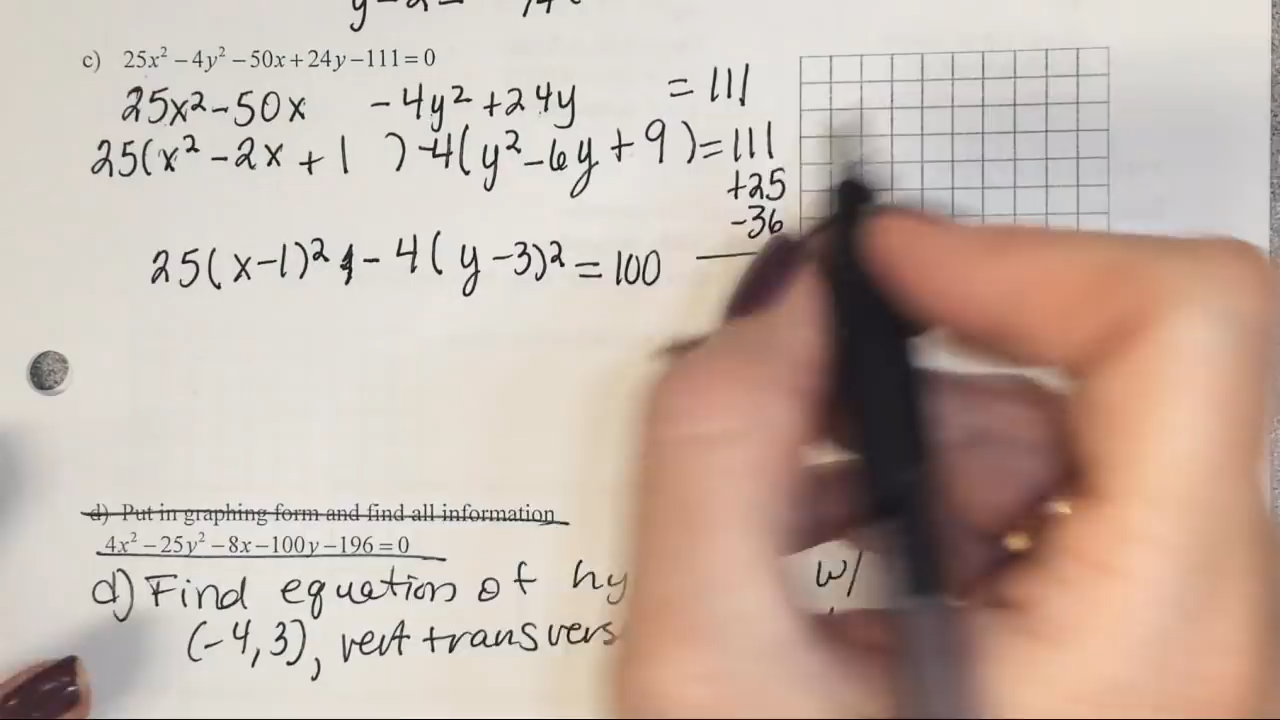 y-2=
c) 25x² − 4y² − 50x + 24y − 111 = 0
25x² - 50x - 4y² + 24y = 111
25(x² - 2x + 1 ) -4(y² - 6y + 9) = 111
+25
-36
25(x-1)² - 4(y-3)² = 100
d) Put in graphing form and find all information
4x² − 25y² − 8x − 100y − 196 = 0
d) Find equation of hy w/
(-4,3), vert transvers